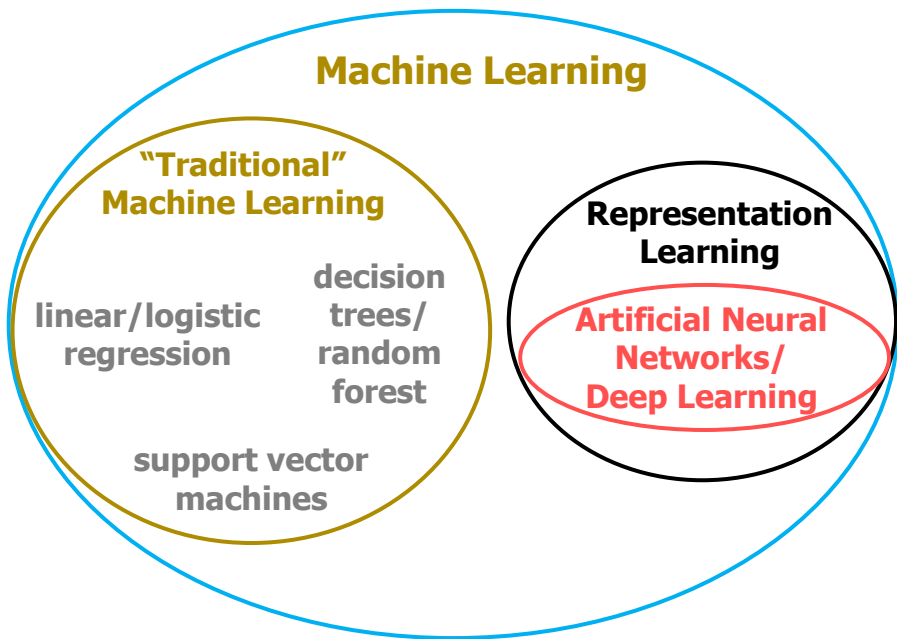 Machine Learning
“Traditional”
Machine Learning
linear/logistic
regression
decision
trees/
random
forest
support vector
machines
Representation
Learning
Artificial Neural
Networks/
Deep Learning